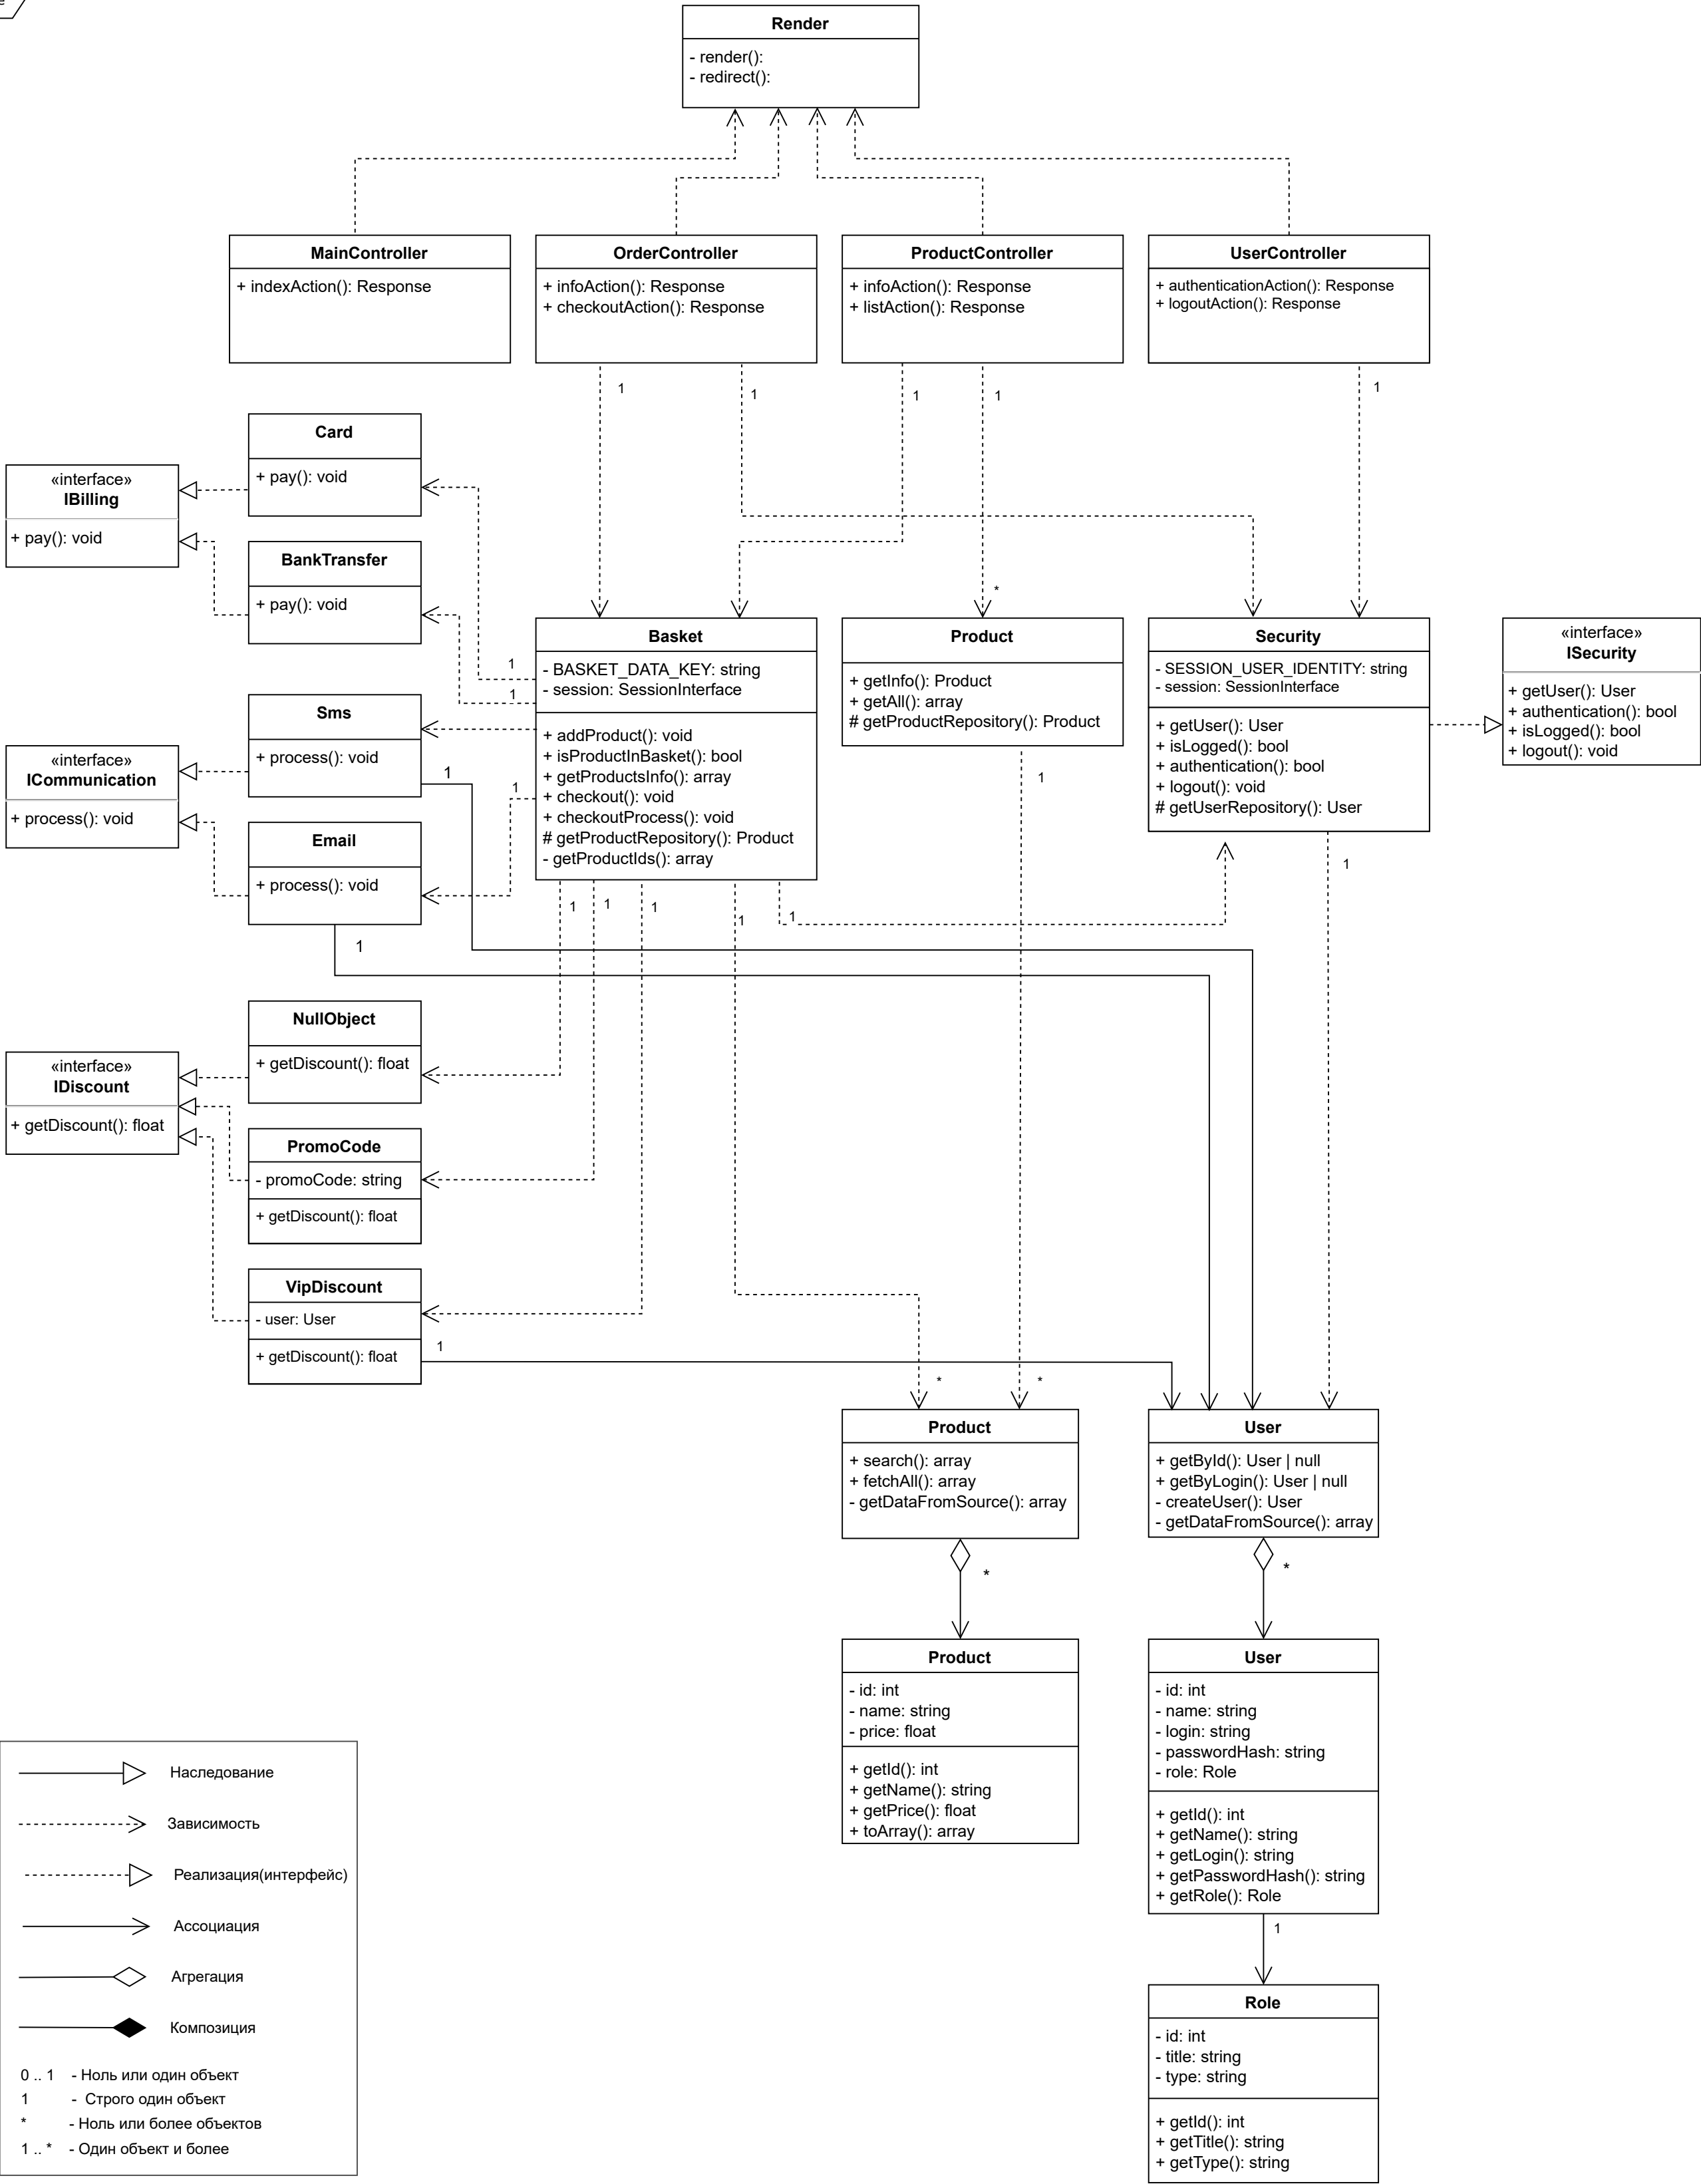 Render
- render():
- redirect():
MainController
+ indexAction(): Response
OrderController
+ infoAction(): Response
+ checkoutAction(): Response
ProductController
+ infoAction(): Response
+ listAction(): Response
UserController
+ authenticationAction(): Response
+ logoutAction(): Response
1
1
1
1
1
Card
+ pay(): void
«interface»
IBilling
+ pay(): void
BankTransfer
+ pay(): void
*
Basket
- BASKET_DATA_KEY: string
- session: SessionInterface
+ addProduct(): void
+ isProductInBasket(): bool
+ getProductsInfo(): array
+ checkout(): void
+ checkoutProcess(): void
# getProductRepository(): Product
- getProductIds(): array
Product
+ getInfo(): Product
+ getAll(): array
# getProductRepository(): Product
Security
- SESSION_USER_IDENTITY: string
- session: SessionInterface
+ getUser(): User
+ isLogged(): bool
+ authentication(): bool
+ logout(): void
# getUserRepository(): User
«interface»
ISecurity
+ getUser(): User
+ authentication(): bool
+ isLogged(): bool
+ logout(): void
1
1
Sms
+ process(): void
«interface»
ICommunication
+ process(): void
1
1
1
Email
+ process(): void
1
1
1
1
1
1
1
NullObject
+ getDiscount(): float
«interface»
IDiscount
+ getDiscount(): float
PromoCode
- promoCode: string
+ getDiscount(): float
VipDiscount
- user: User
+ getDiscount(): float
1
*
*
Product
+ search(): array
+ fetchAll(): array
- getDataFromSource(): array
User
+ getById(): User | null
+ getByLogin(): User | null
- createUser(): User
- getDataFromSource(): array
*
*
Product
- id: int
- name: string
- price: float
+ getId(): int
+ getName(): string
+ getPrice(): float
+ toArray(): array
User
- id: int
- name: string
- login: string
- passwordHash: string
- role: Role
+ getId(): int
+ getName(): string
+ getLogin(): string
+ getPasswordHash(): string
+ getRole(): Role
1
Role
- id: int
- title: string
- type: string
+ getId(): int
+ getTitle(): string
+ getType(): string
Наследование
Зависимость
Реализация(интерфейс)
Ассоциация
Агрегация
Композиция
0 .. 1 - Ноль или один объект
1 - Строго один объект
* - Ноль или более объектов
1 .. * - Один объект и более